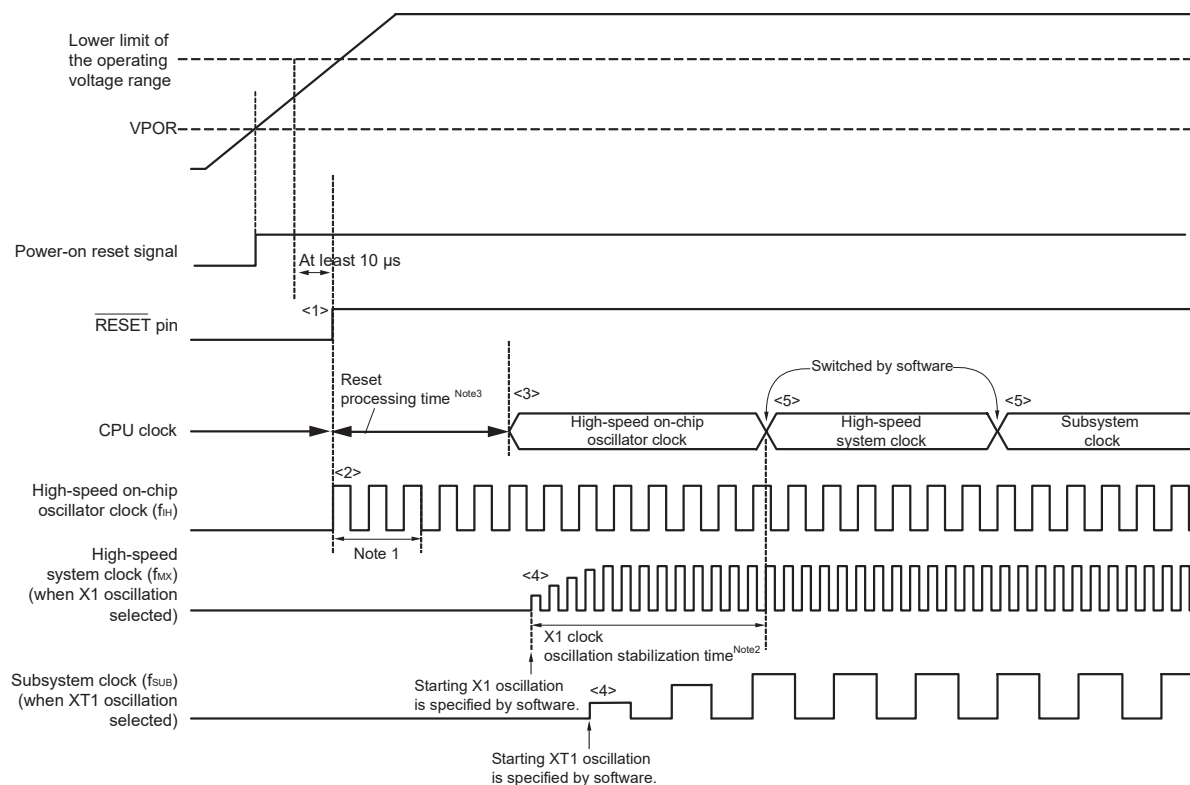 Lower limit of
the operating
voltage range
VPOR
Power-on reset signal
At least 10 µs
<1>
RESET pin
Reset
processing time Note3
<3>
Switched by software
<5>
<5>
CPU clock
High-speed on-chip
oscillator clock
High-speed
system clock
Subsystem
clock
<2>
High-speed on-chip
oscillator clock (fIH)
Note 1
High-speed
system clock (fMX)
(when X1 oscillation
selected)
<4>
X1 clock
oscillation stabilization time Note2
Starting X1 oscillation
is specified by software.
Subsystem clock (fSUB)
(when XT1 oscillation
selected)
<4>
Starting XT1 oscillation
is specified by software.